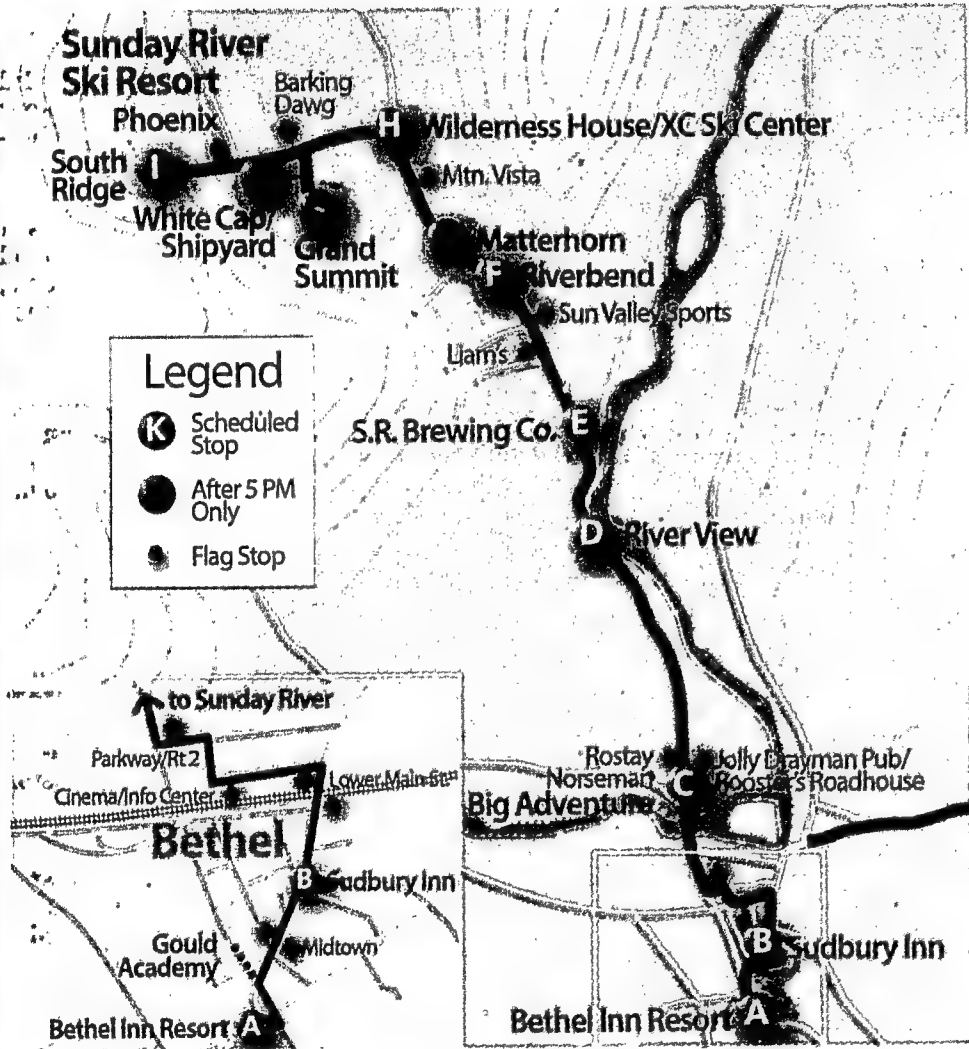 Sunday River
Ski Resort
Barking
Dawg
Phoenix
H
Wilderness House/XC Ski Center
South
Ridge
I
Mtn. Vista
White Cap/
Shipyard
Grand
Summit
Matterhorn
F
Riverbend
Sun Valley Sports
Liam's
Legend
K
Scheduled
Stop
After 5 PM
Only
Flag Stop
E
S.R. Brewing Co.
D
River View
to Sunday River
Parkway/Rt 2
Cinema/Info Center
Lower Main St.
Bethel
B
Sudbury Inn
Gould
Academy
Midtown
Bethel Inn Resort
A
Rostay
Norseman
C
Jolly Drayman Pub/
Rooster's Roadhouse
Big Adventure
B
Sudbury Inn
Bethel Inn Resort
A